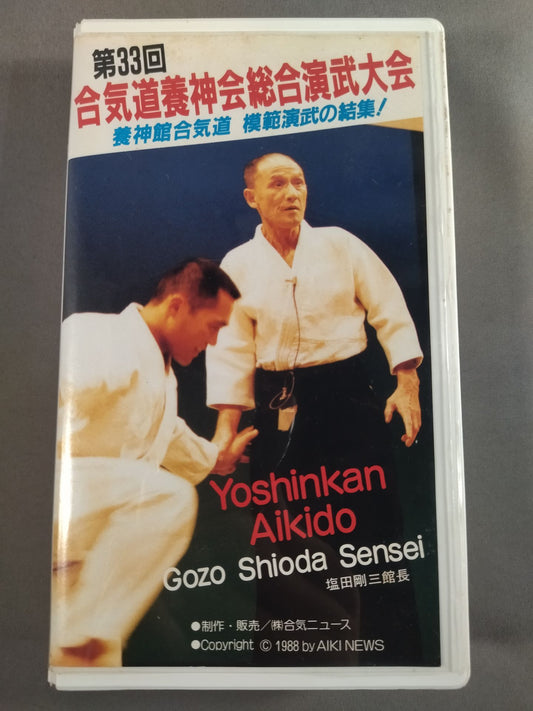 第33回
合気道養神会総合演武大会
養神館合気道 模範演武の結集!
Yoshinkan
Aikido
Gozo Shioda Sensei
塩田剛三館長
●制作・販売/㈱合気ニュース
●Copyright © 1988 by AIKI NEWS